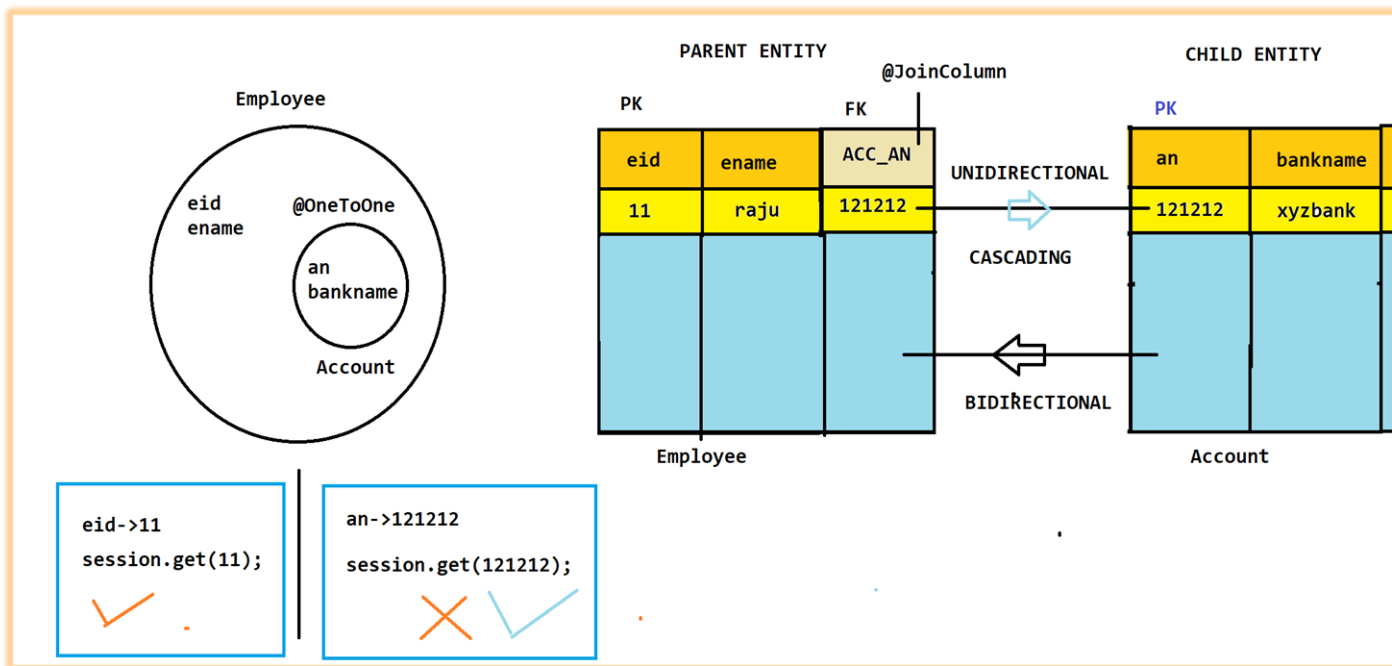 PARENT ENTITY
CHILD ENTITY
@JoinColumn
Employee
PK
FK
PK
eid
ename
ACC_AN
an
bankname
UNIDIRECTIONAL
11
raju
121212
121212
xyzbank
CASCADING
eid
ename
@OneToOne
an
bankname
Account
BIDIRECTIONAL
Employee
Account
eid->11
session.get(11);
an->121212
session.get(121212);